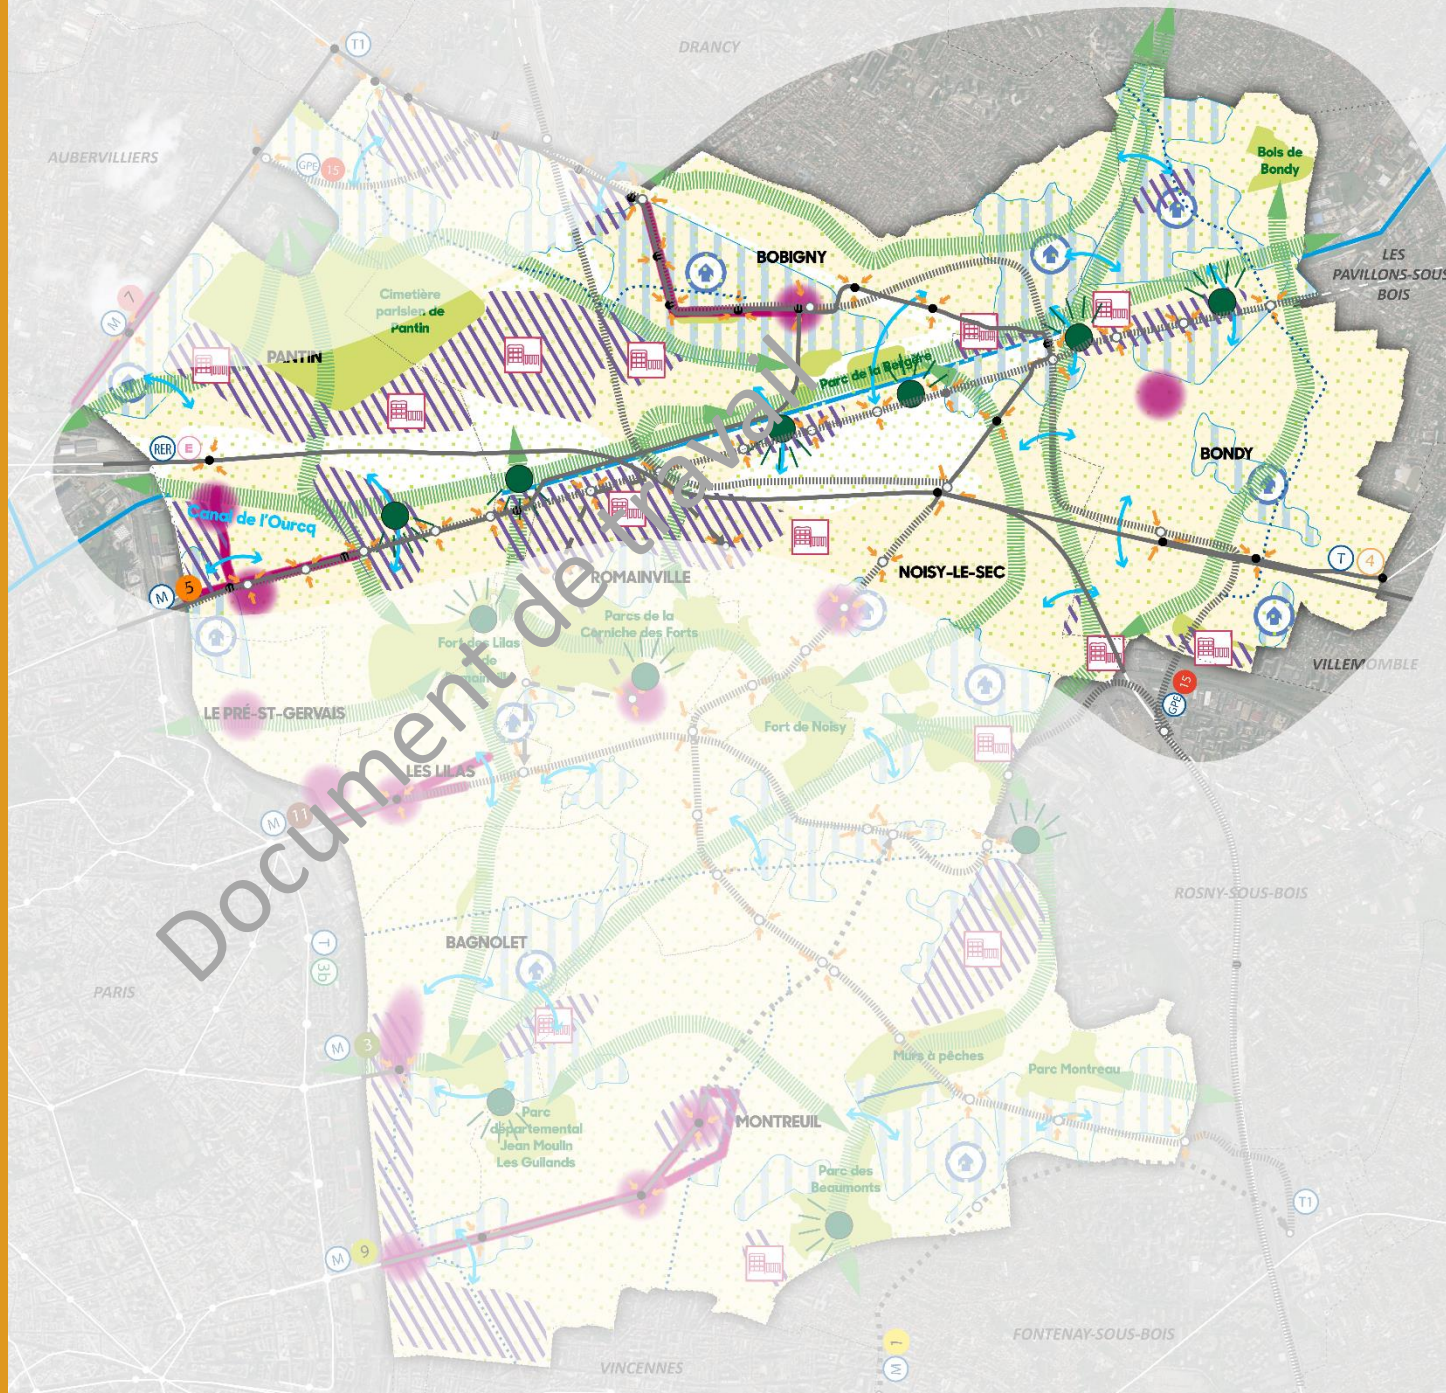 T1
DRANCY
AUBERVILLIERS
GPE 15
Bois de
Bondy
LES
PAVILLONS-SOUS
BOIS
BOBIGNY
7
M
Cimetière
parisien de
Pantin
PANTIN
Parc de la Bergère
RER E
BONDY
Canal de l'Ourcq
T 4
M 5
ROMAINVILLE
NOISY-LE-SEC
Parcs de la
Corniche des Forts
Fort des Lilas
de
VILLEMOMBLE
GPE 15
LE PRÉ-ST-GERVAIS
Fort de Noisy
LES LILAS
M 11
Document de travail
ROSNY-SOUS-BOIS
BAGNOLET
T
3b
PARIS
M 3
Murs à pêches
Parc Montreau
Parc
départemental
Jean Moulin
Les Guilands
MONTREUIL
Parc des
Beaumonts
T1
M 9
FONTENAY-SOUS-BOIS
1
M
VINCENNES